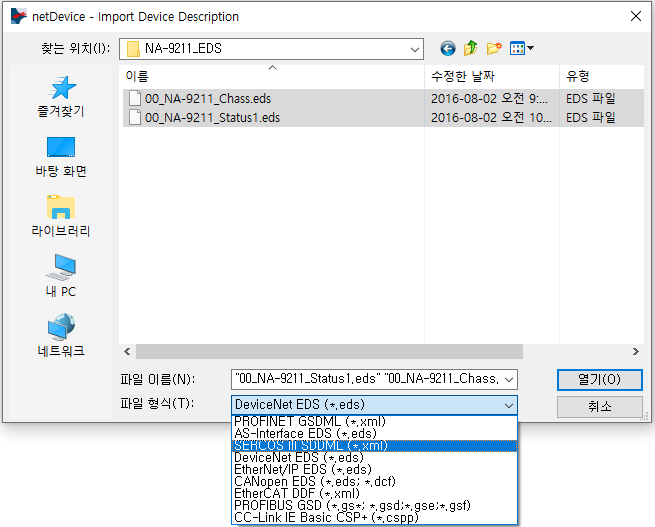 netDevice - Import Device Description
찾는 위치(I): NA-9211_EDS
이름 수정한 날짜 유형
00_NA-9211_Chass.eds 2016-08-02 오전 9:... EDS 파일
00_NA-9211_Status1.eds 2016-08-02 오전 10... EDS 파일
즐겨찾기
바탕 화면
라이브러리
내 PC
네트워크
파일 이름(N): "00_NA-9211_Status1.eds" "00_NA-9211_Chass. 열기(O)
파일 형식(T): DeviceNet EDS (*.eds) 취소
PROFINET GSDML (*.xml)
AS-Interface EDS (*.eds)
SERCOS III SDDML (*.xml)
DeviceNet EDS (*.eds)
EtherNet/IP EDS (*.eds)
CANopen EDS (*.eds; *.dcf)
EtherCAT DDF (*.xml)
PROFIBUS GSD (*.gs*; *.gsd;*.gse;*.gsf)
CC-Link IE Basic CSP+ (*.cspp)